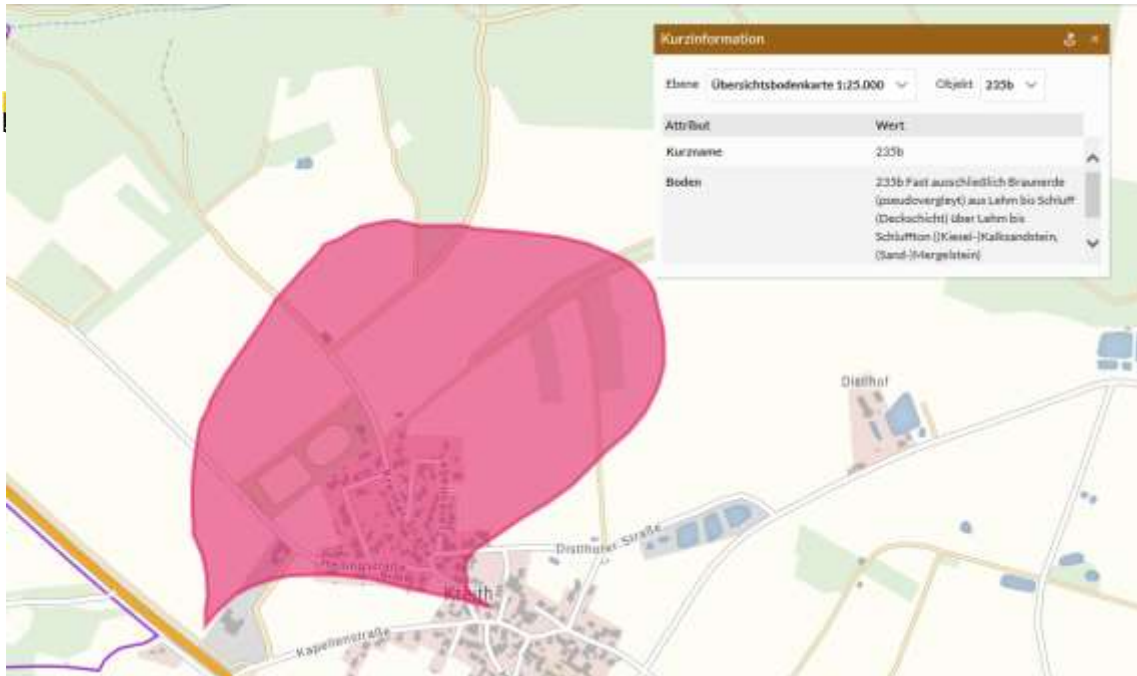 Kurzinformation
Ebene Übersichtsbodenkarte 1:25.000 Objekt 235b
Attribut Wert
Kurzname 235b
Boden 235b Fast ausschließlich Braunerde
(pseudovergleyt) aus Lehm bis Schluff
(Deckschicht) über Lehm bis
Schluffton ((Kiesel-)Kalksandstein,
(Sand-)Mergelstein)
Distlhof
Distlhofer Straße
Kreith
Kapellenstraße